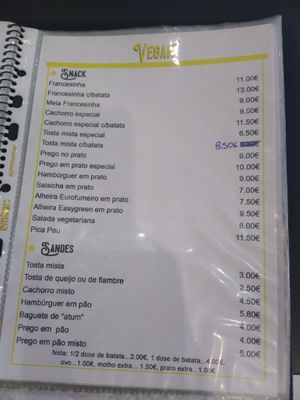 VEGAN
SNACK
Francesinha 11.00€
Francesinha c/batata 13.00€
Meia Francesinha 9.00€
Cachorro especial 9.50€
Cachorro especial c/batata 11.50€
Tosta mista especial 6.50€
Tosta mista c/batata 8.50€
Prego no prato 9.00€
Prego em prato especial 10.00€
Hambúrguer em prato 9.00€
Salsicha em prato 7.00€
Alheira Eurofumeiro em prato 7.50€
Alheira Easygreen em prato 9.50€
Salada vegetariana 8.00€
Pica Pau 11.50€
SANDES
Tosta mista 3.00€
Tosta de queijo ou de fiambre 2.50€
Cachorro misto 4.50€
Hambúrguer em pão 5.80€
Baguete de "atum" 4.00€
Prego em pão 4.00€
Prego em pão misto 5.00€
Nota: 1/2 dose de batata...2.00€, 1 dose de batata...4.00€,
ovo...1.00€, molho extra... 1.50€, prato extra...1.00€